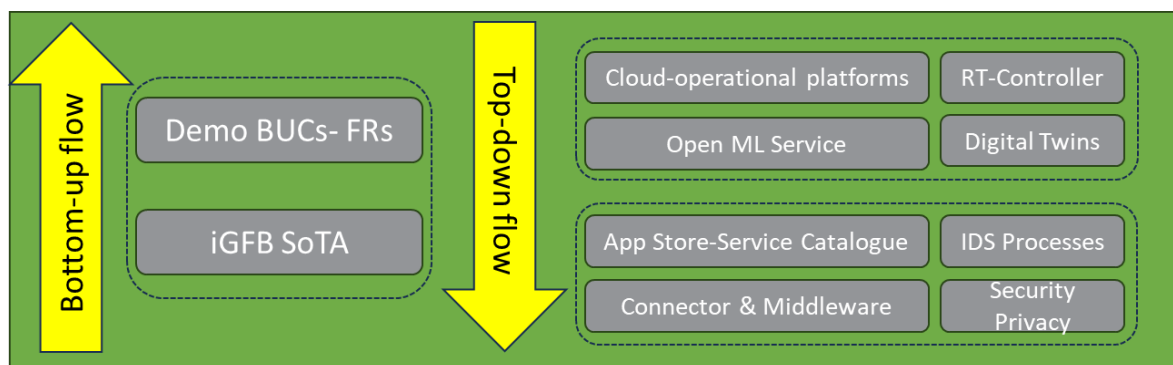 Bottom-up flow
Demo BUCs- FRs
iGFB SoTA
Top-down flow
Cloud-operational platforms
RT-Controller
Open ML Service
Digital Twins
App Store-Service Catalogue
IDS Processes
Connector & Middleware
Security
Privacy